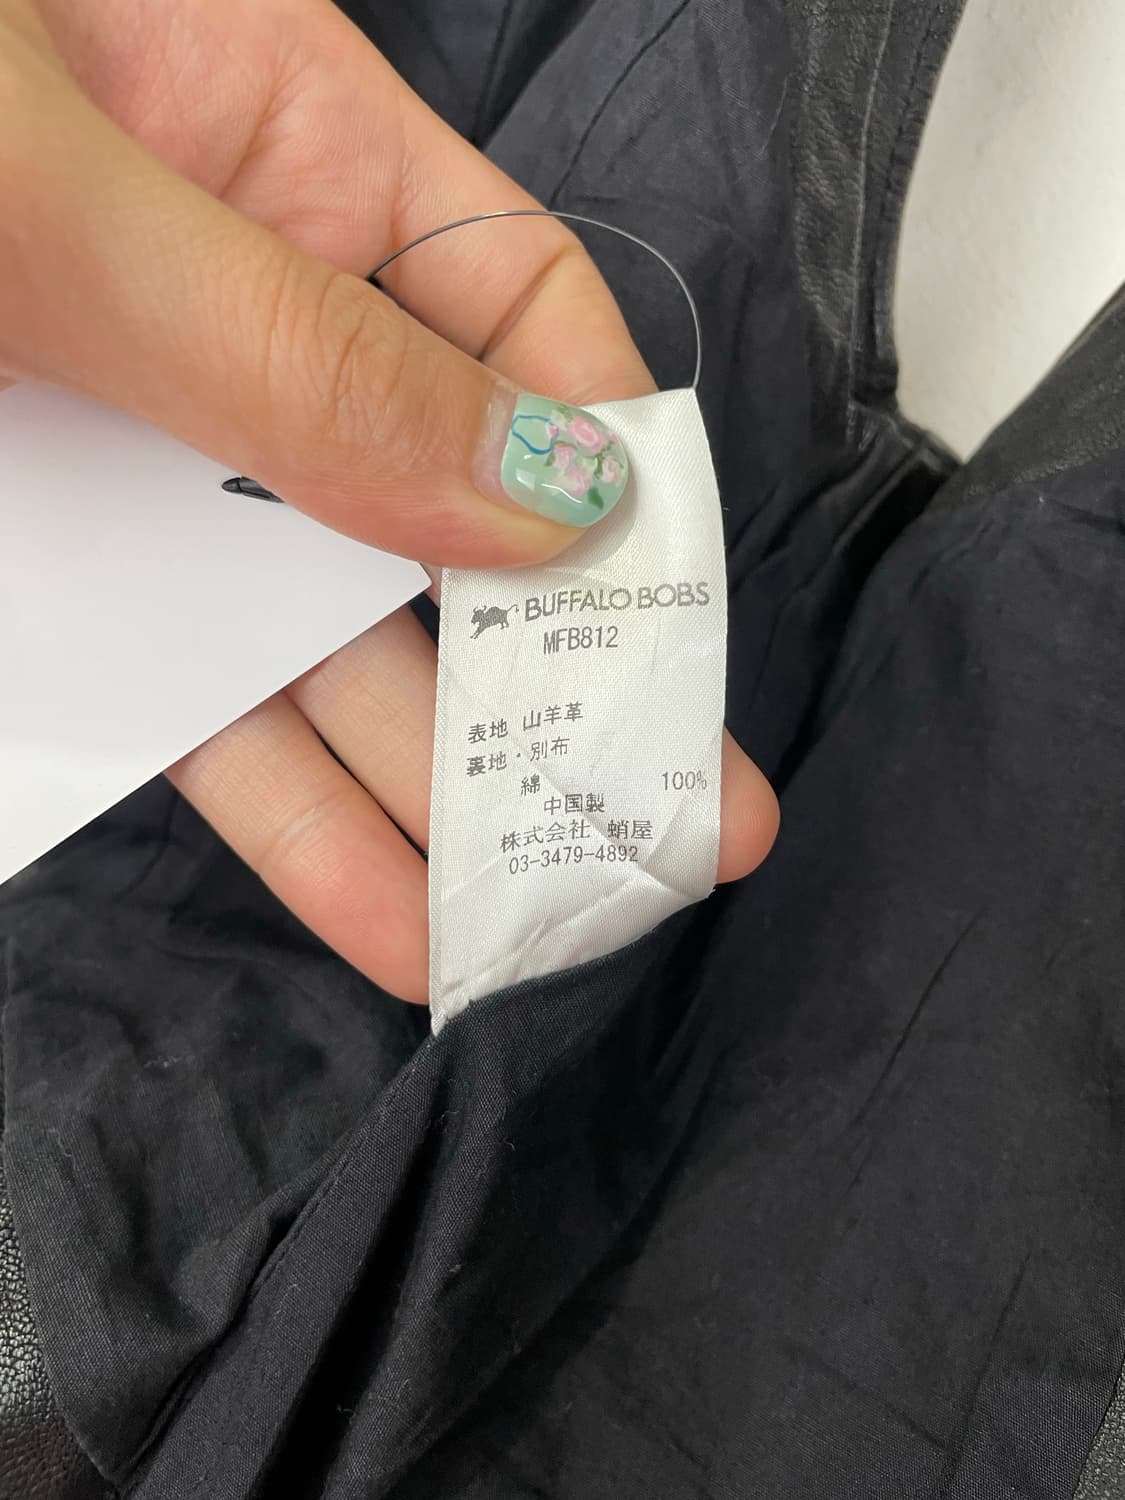 BUFFALO BOBS
MFB812
表地 山羊革
裏地・別布
綿 100%
中国製
株式会社 蛸屋
03-3479-4892